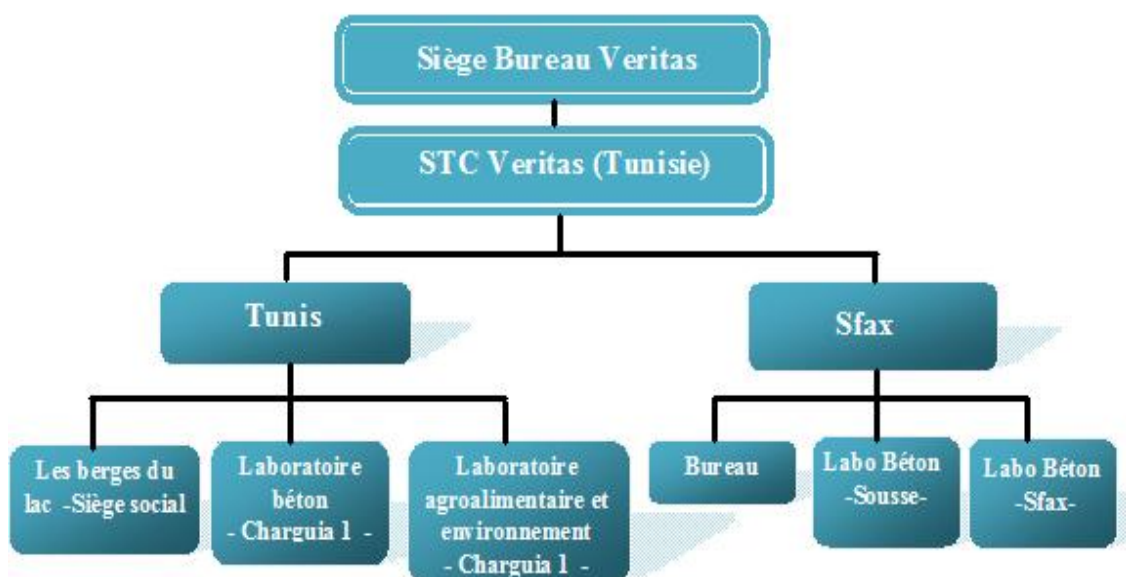 Siège Bureau Veritas
STC Veritas (Tunisie)
Tunis
Sfax
Les berges du
lac -Siège social
Laboratoire
béton
- Charguia 1 -
Laboratoire
agroalimentaire et
environnement
- Charguia 1 -
Bureau
Labo Béton
-Sousse-
Labo Béton
-Sfax-